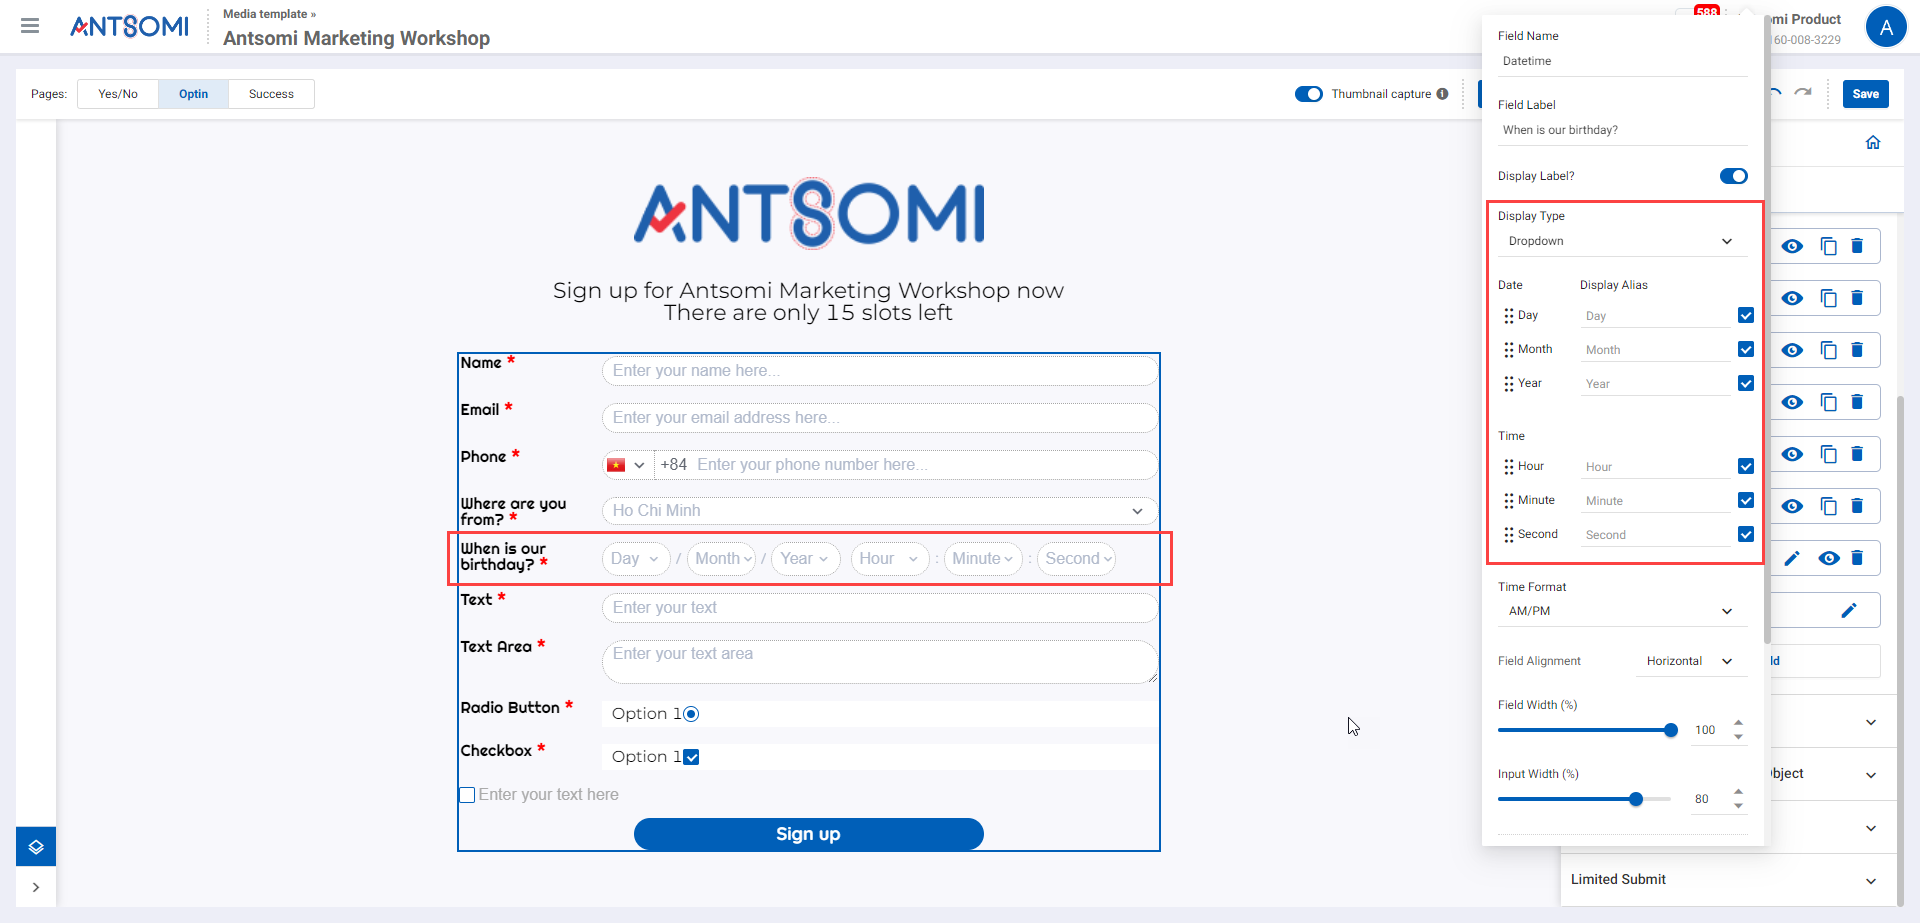 ANTSOMI
Media template »
Antsomi Marketing Workshop
588
omi Product
160-008-3229
A
Pages:
Yes/No
Optin
Success
Thumbnail capture
Save
ANTSOMI
Sign up for Antsomi Marketing Workshop now
There are only 15 slots left
Name *
Enter your name here...
Email *
Enter your email address here...
Phone *
+84
Enter your phone number here...
Where are you
from? *
Ho Chi Minh
When is our
birthday? *
Day / Month / Year Hour : Minute : Second
Text *
Enter your text
Text Area *
Enter your text area
Radio Button *
Option 1
Checkbox *
Option 1
Enter your text here
Sign up
Field Name
Datetime
Field Label
When is our birthday?
Display Label?
Display Type
Dropdown
Date Display Alias
Day Day
Month Month
Year Year
Time
Hour Hour
Minute Minute
Second Second
Time Format
AM/PM
Field Alignment Horizontal
Field Width (%)
100
Input Width (%)
80
ld
bject
Limited Submit